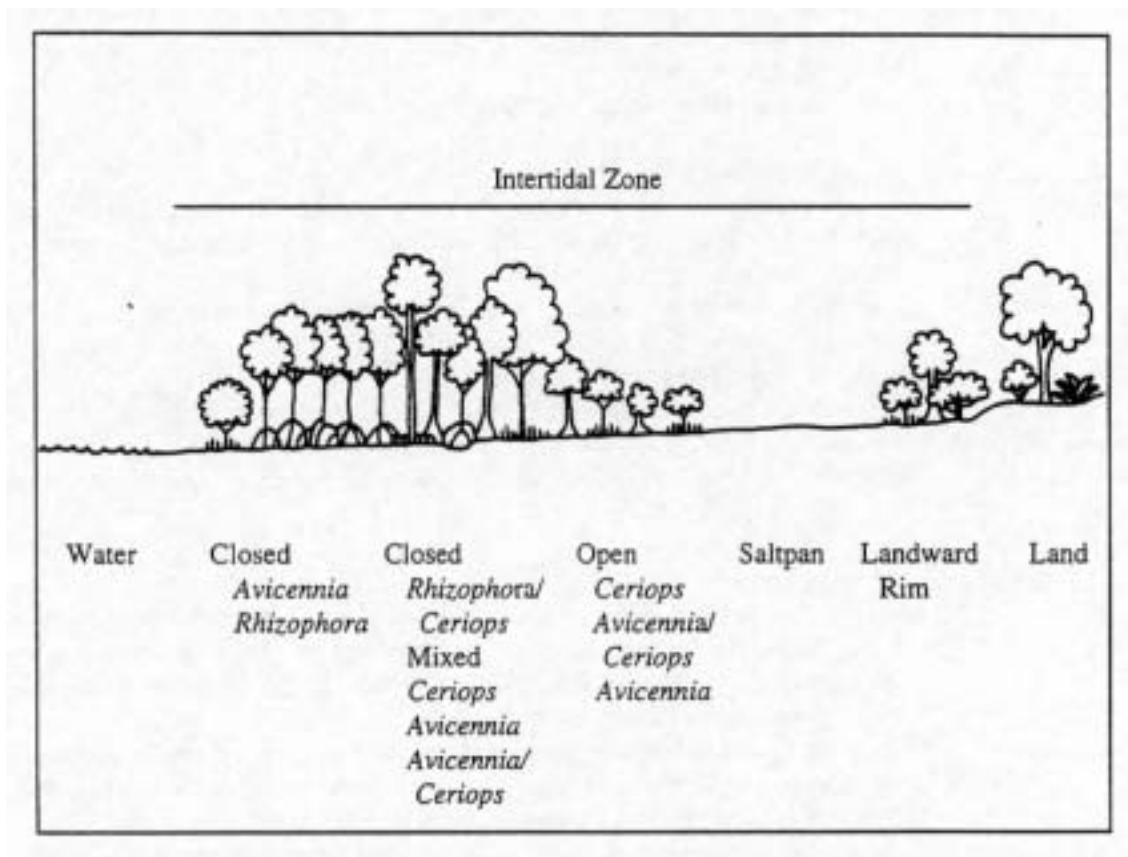 Intertidal Zone
Water
Closed
Avicennia
Rhizophora
Closed
Rhizophora/
Ceriops
Mixed
Ceriops
Avicennia
Avicennia/
Ceriops
Open
Ceriops
Avicennia/
Ceriops
Avicennia
Saltpan
Landward
Rim
Land